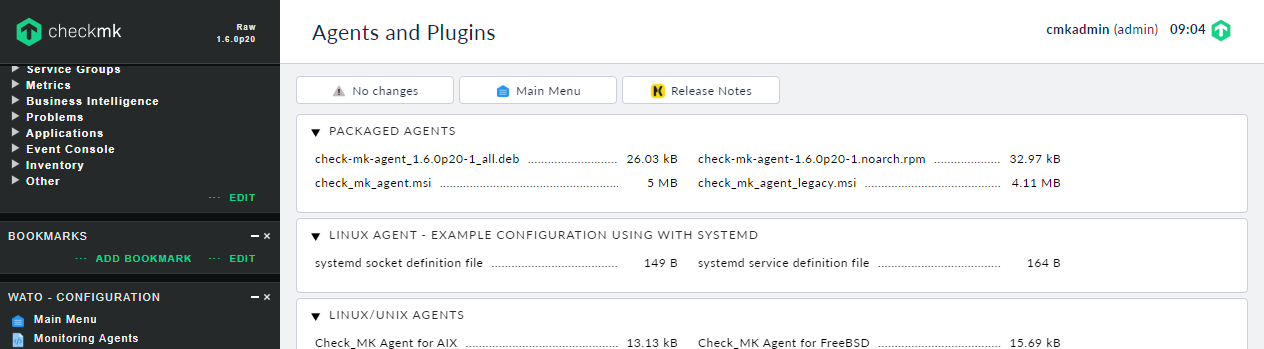 checkmk
Raw
1.6.0p20
Service Groups
Metrics
Business Intelligence
Problems
Applications
Event Console
Inventory
Other
··· EDIT
BOOKMARKS
··· ADD BOOKMARK ··· EDIT
WATO - CONFIGURATION
Main Menu
Monitoring Agents
Agents and Plugins
cmkadmin (admin) 09:04
No changes Main Menu Release Notes
PACKAGED AGENTS
check-mk-agent_1.6.0p20-1_all.deb 26.03 kB check-mk-agent-1.6.0p20-1.noarch.rpm 32.97 kB
check_mk_agent.msi 5 MB check_mk_agent_legacy.msi 4.11 MB
LINUX AGENT - EXAMPLE CONFIGURATION USING WITH SYSTEMD
systemd socket definition file 149 B systemd service definition file 164 B
LINUX/UNIX AGENTS
Check_MK Agent for AIX 13.13 kB Check_MK Agent for FreeBSD 15.69 kB